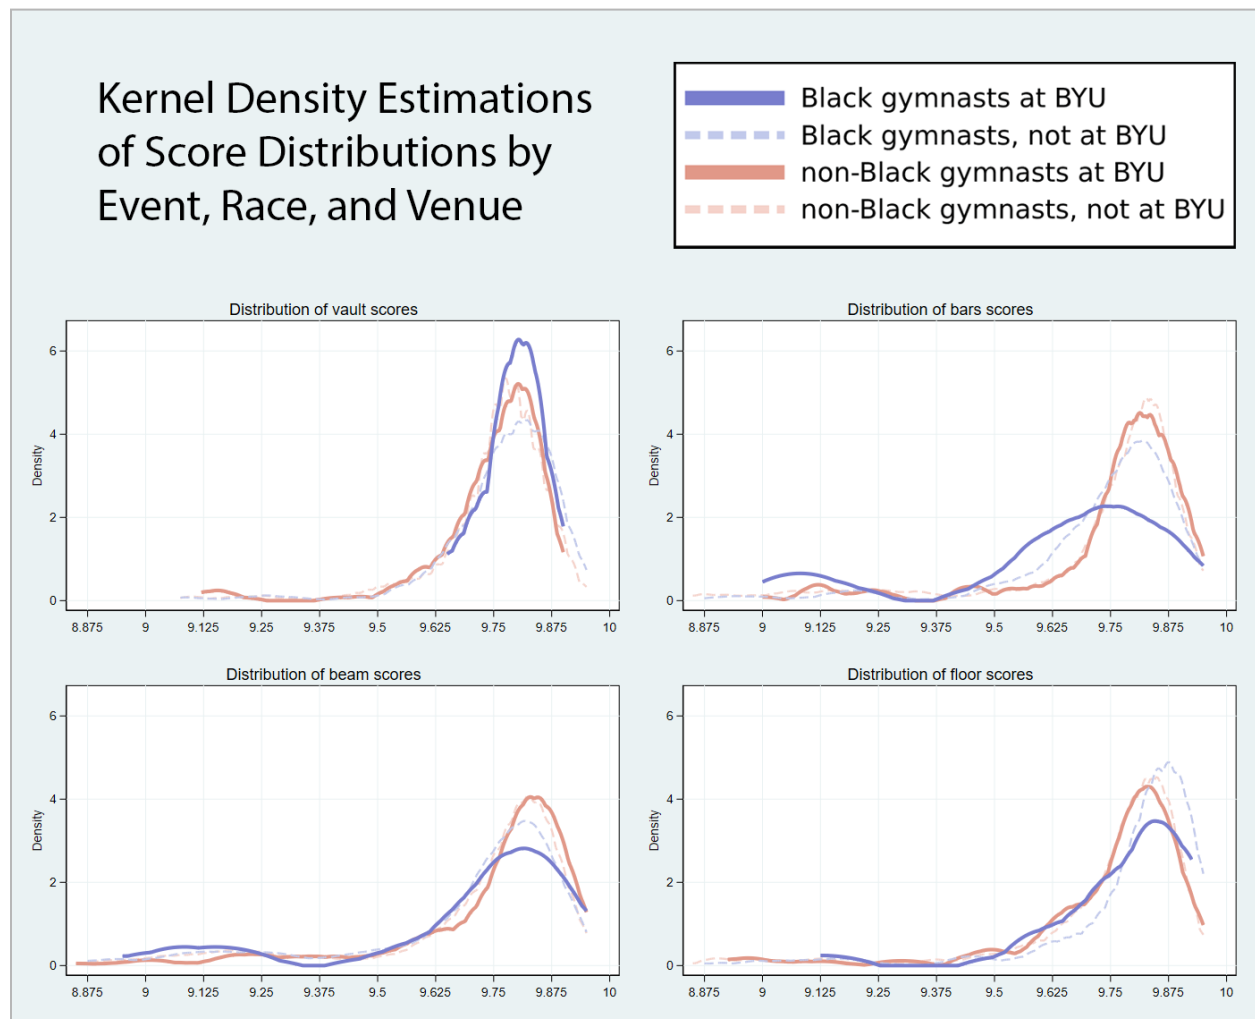 Kernel Density Estimations
of Score Distributions by
Event, Race, and Venue
Black gymnasts at BYU
Black gymnasts, not at BYU
non-Black gymnasts at BYU
non-Black gymnasts, not at BYU
Distribution of vault scores
Density
6
4
2
0
8.875 9 9.125 9.25 9.375 9.5 9.625 9.75 9.875 10
Distribution of bars scores
Density
6
4
2
0
8.875 9 9.125 9.25 9.375 9.5 9.625 9.75 9.875 10
Distribution of beam scores
Density
6
4
2
0
8.875 9 9.125 9.25 9.375 9.5 9.625 9.75 9.875 10
Distribution of floor scores
Density
6
4
2
0
8.875 9 9.125 9.25 9.375 9.5 9.625 9.75 9.875 10